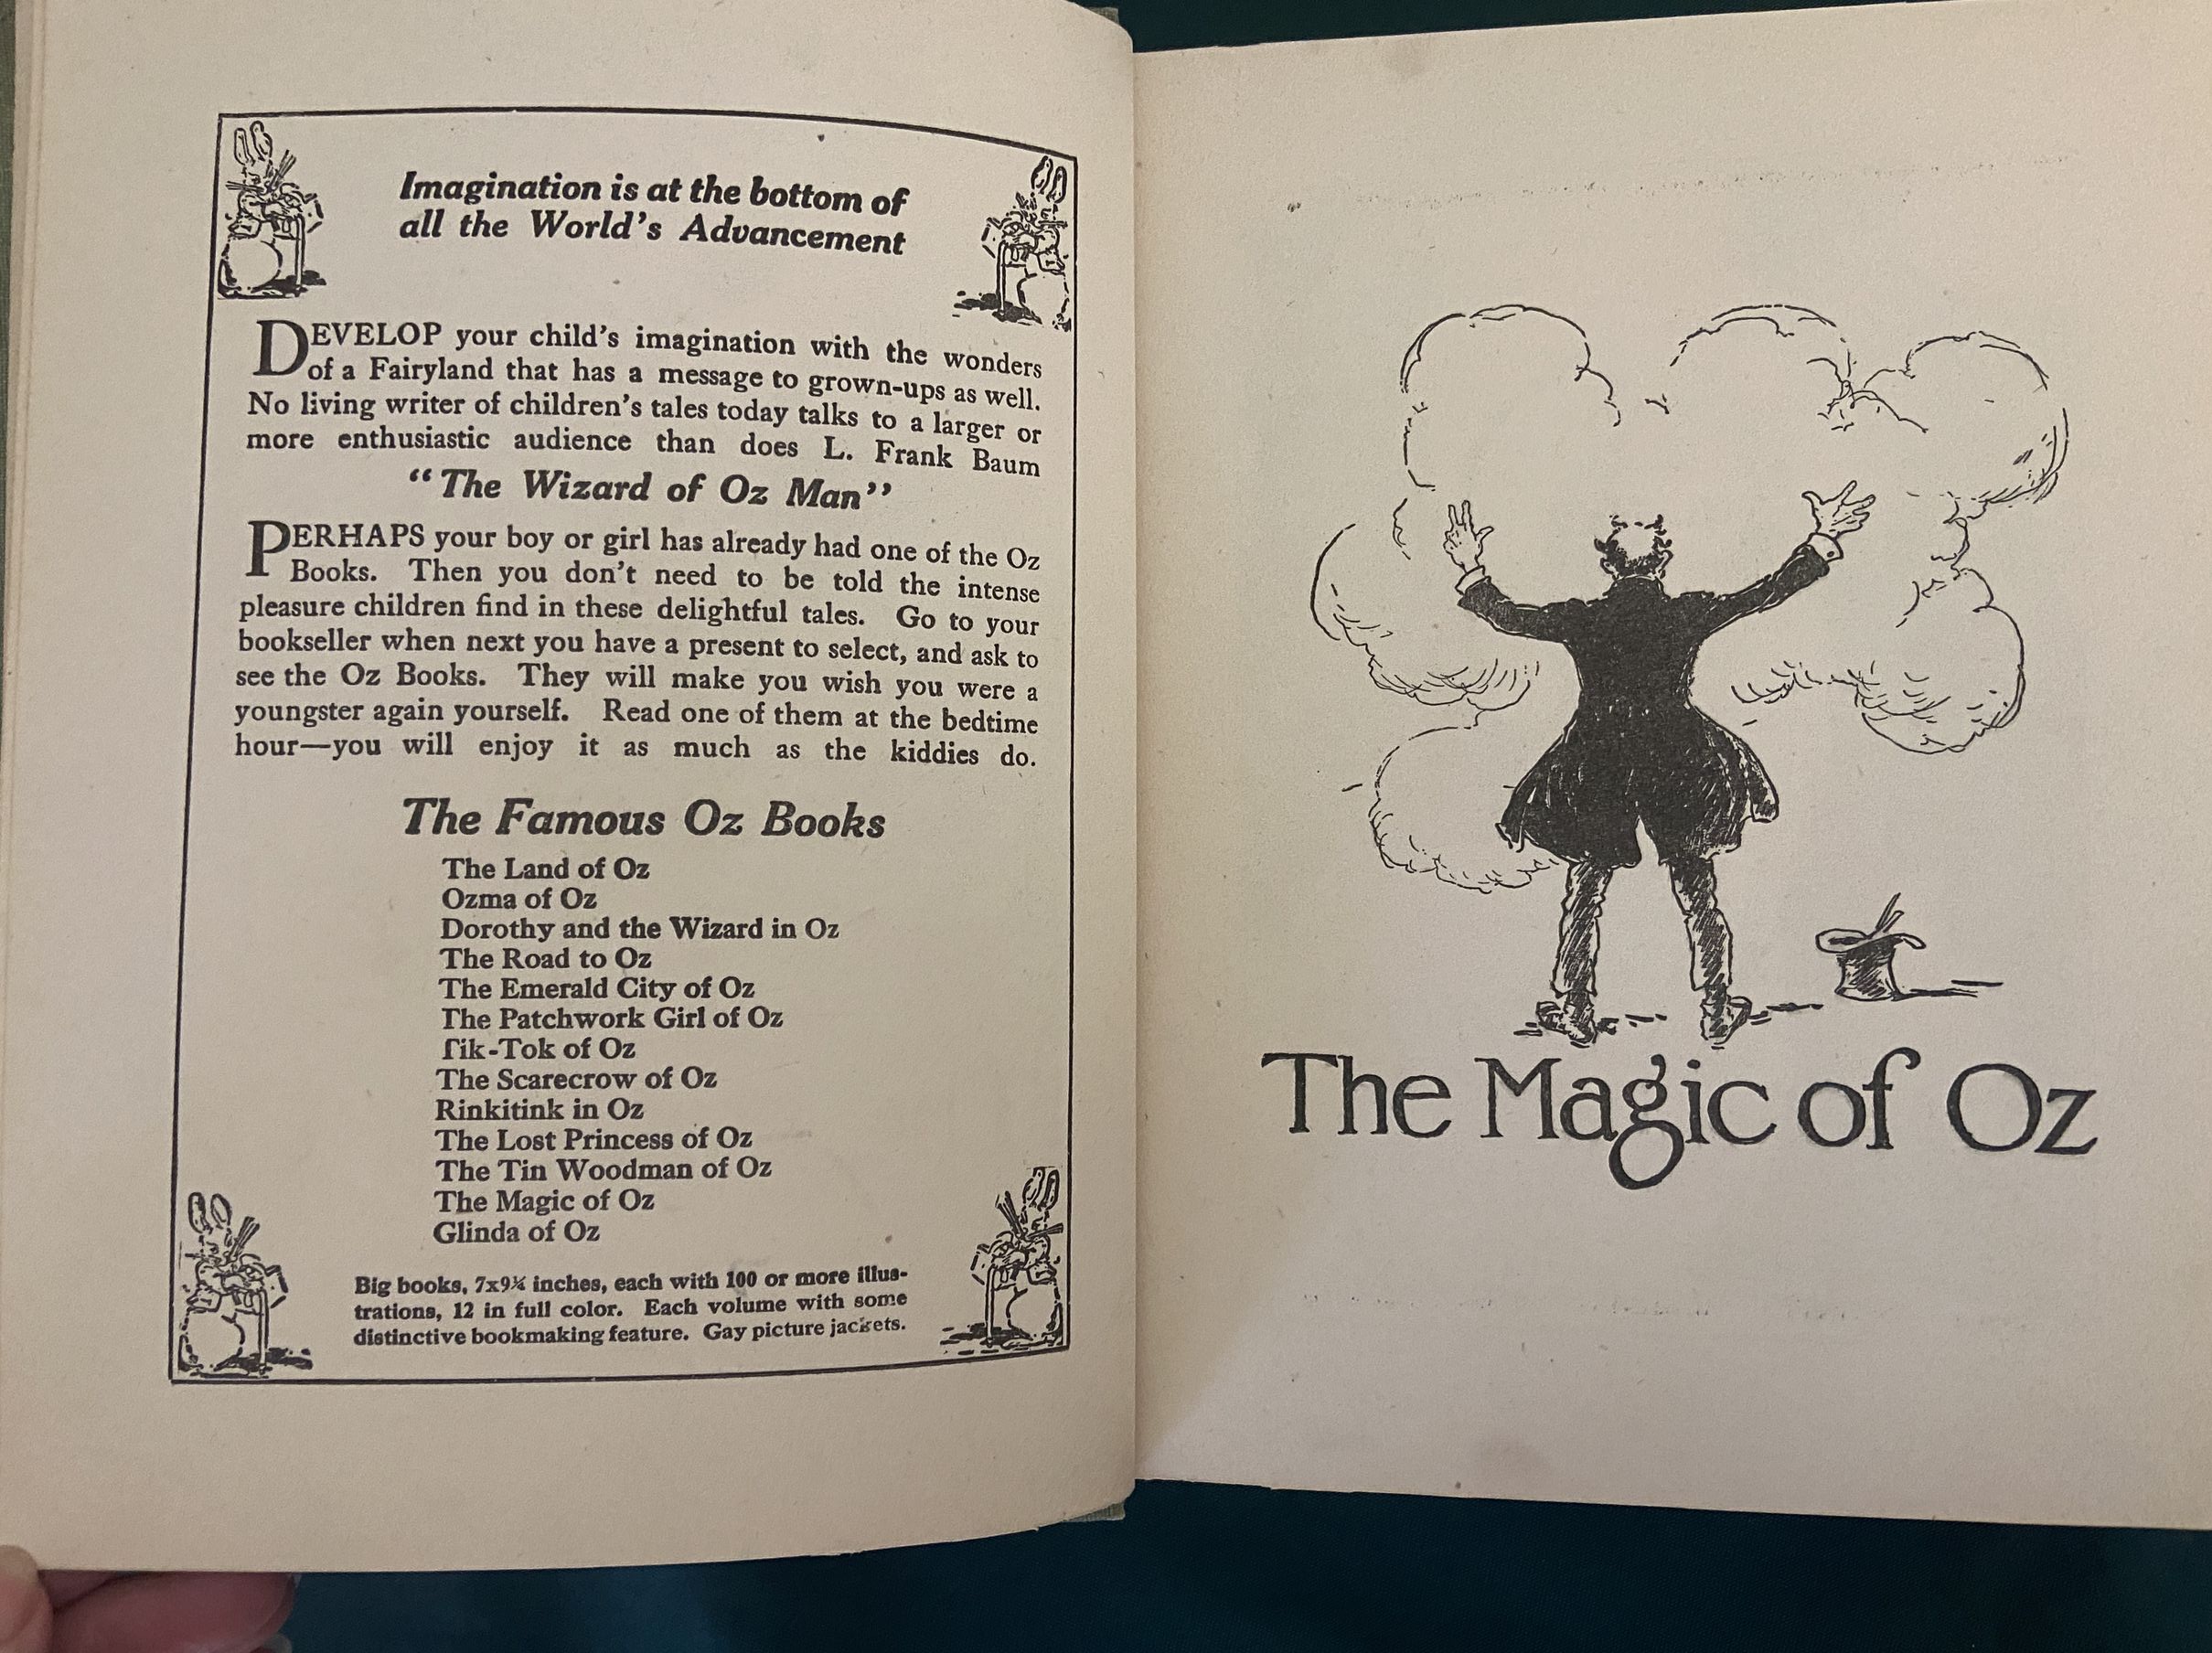 Imagination is at the bottom of
all the World's Advancement
DEVELOP your child's imagination with the wonders
of a Fairyland that has a message to grown-ups as well.
No living writer of children's tales today talks to a larger or
more enthusiastic audience than does L. Frank Baum
"The Wizard of Oz Man"
PERHAPS your boy or girl has already had one of the Oz
Books. Then you don't need to be told the intense
pleasure children find in these delightful tales. Go to your
bookseller when next you have a present to select, and ask to
see the Oz Books. They will make you wish you were a
youngster again yourself. Read one of them at the bedtime
hour—you will enjoy it as much as the kiddies do.
The Famous Oz Books
The Land of Oz
Ozma of Oz
Dorothy and the Wizard in Oz
The Road to Oz
The Emerald City of Oz
The Patchwork Girl of Oz
Tik-Tok of Oz
The Scarecrow of Oz
Rinkitink in Oz
The Lost Princess of Oz
The Tin Woodman of Oz
The Magic of Oz
Glinda of Oz
Big books, 7x9¼ inches, each with 100 or more illus-
trations, 12 in full color. Each volume with some
distinctive bookmaking feature. Gay picture jackets.
The Magic of Oz